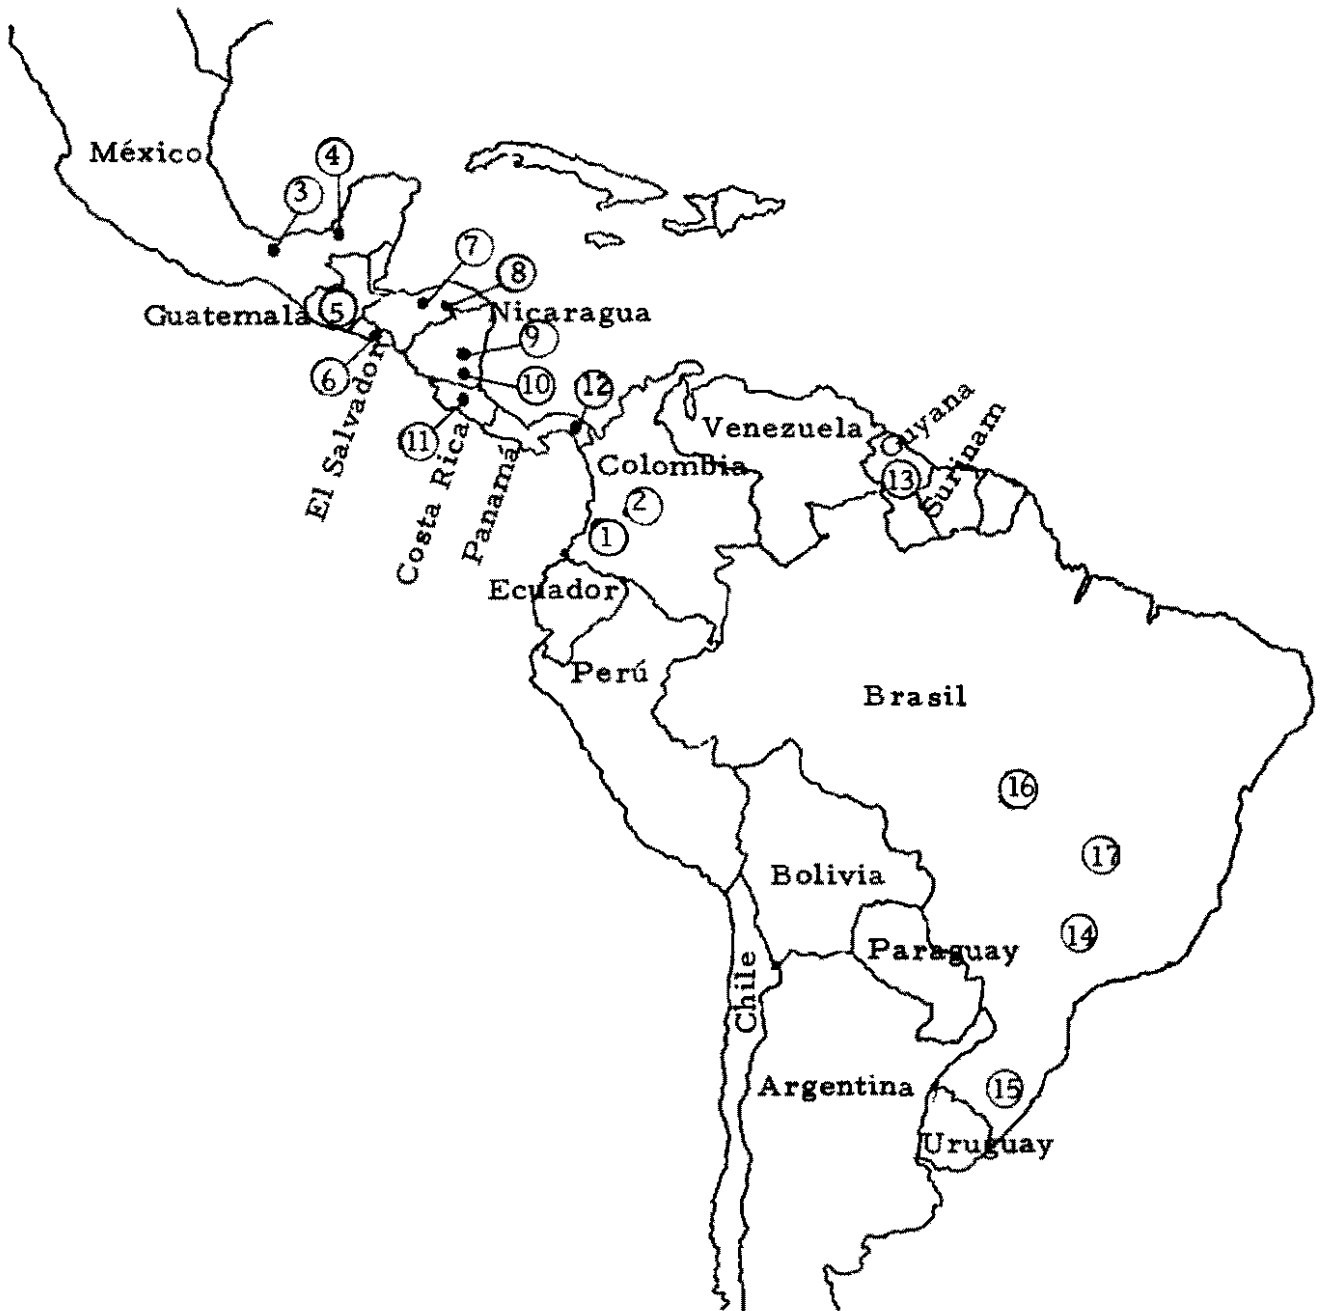 México
4
3
7
8
Guatemala
5
Nicaragua
9
6
10
12
11
El Salvador
Costa Rica
Panamá
Venezuela
Guyana
Surinam
Colombia
13
2
1
Ecuador
Perú
Brasil
16
17
Bolivia
14
Paraguay
Chile
Argentina
15
Uruguay